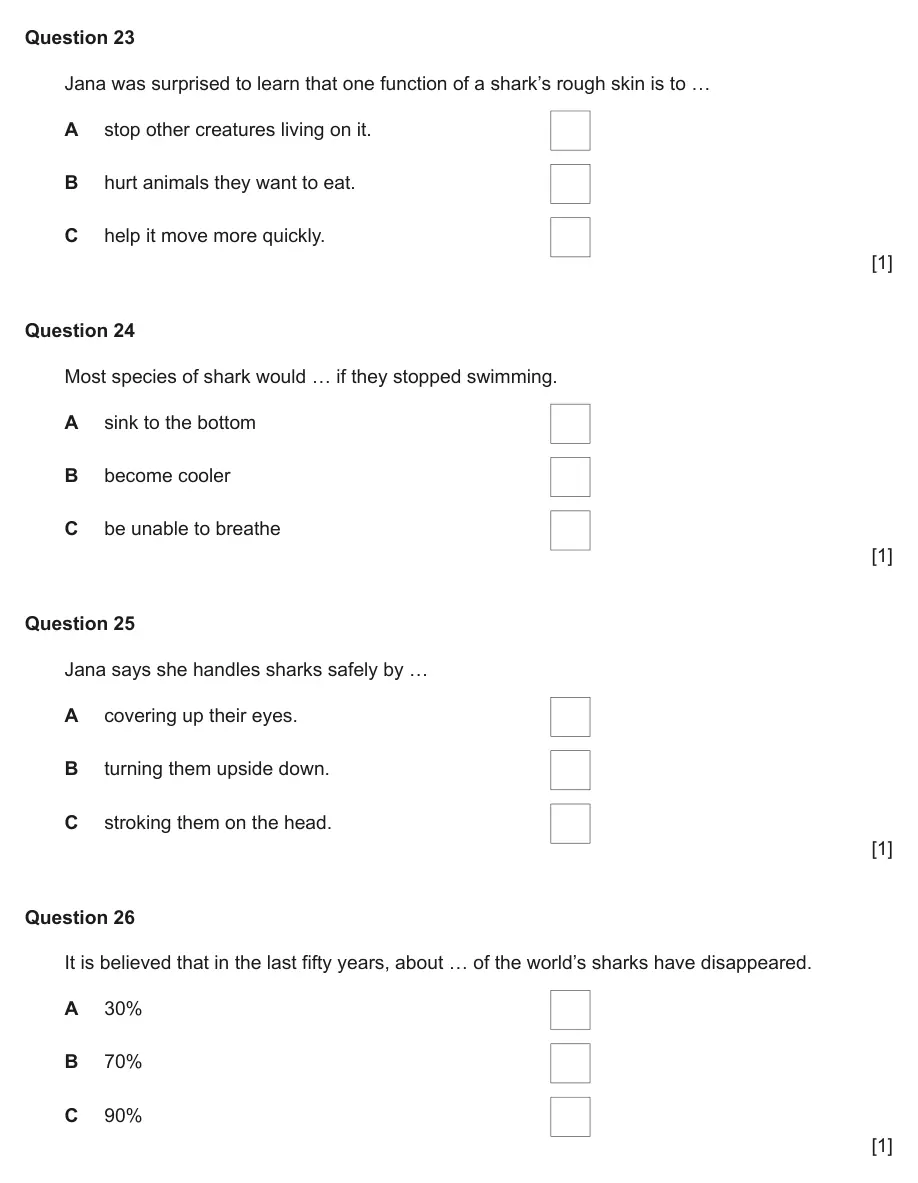 Question 23
Jana was surprised to learn that one function of a shark’s rough skin is to …
A stop other creatures living on it.
B hurt animals they want to eat.
C help it move more quickly.
[1]
Question 24
Most species of shark would … if they stopped swimming.
A sink to the bottom
B become cooler
C be unable to breathe
[1]
Question 25
Jana says she handles sharks safely by …
A covering up their eyes.
B turning them upside down.
C stroking them on the head.
[1]
Question 26
It is believed that in the last fifty years, about … of the world’s sharks have disappeared.
A 30%
B 70%
C 90%
[1]